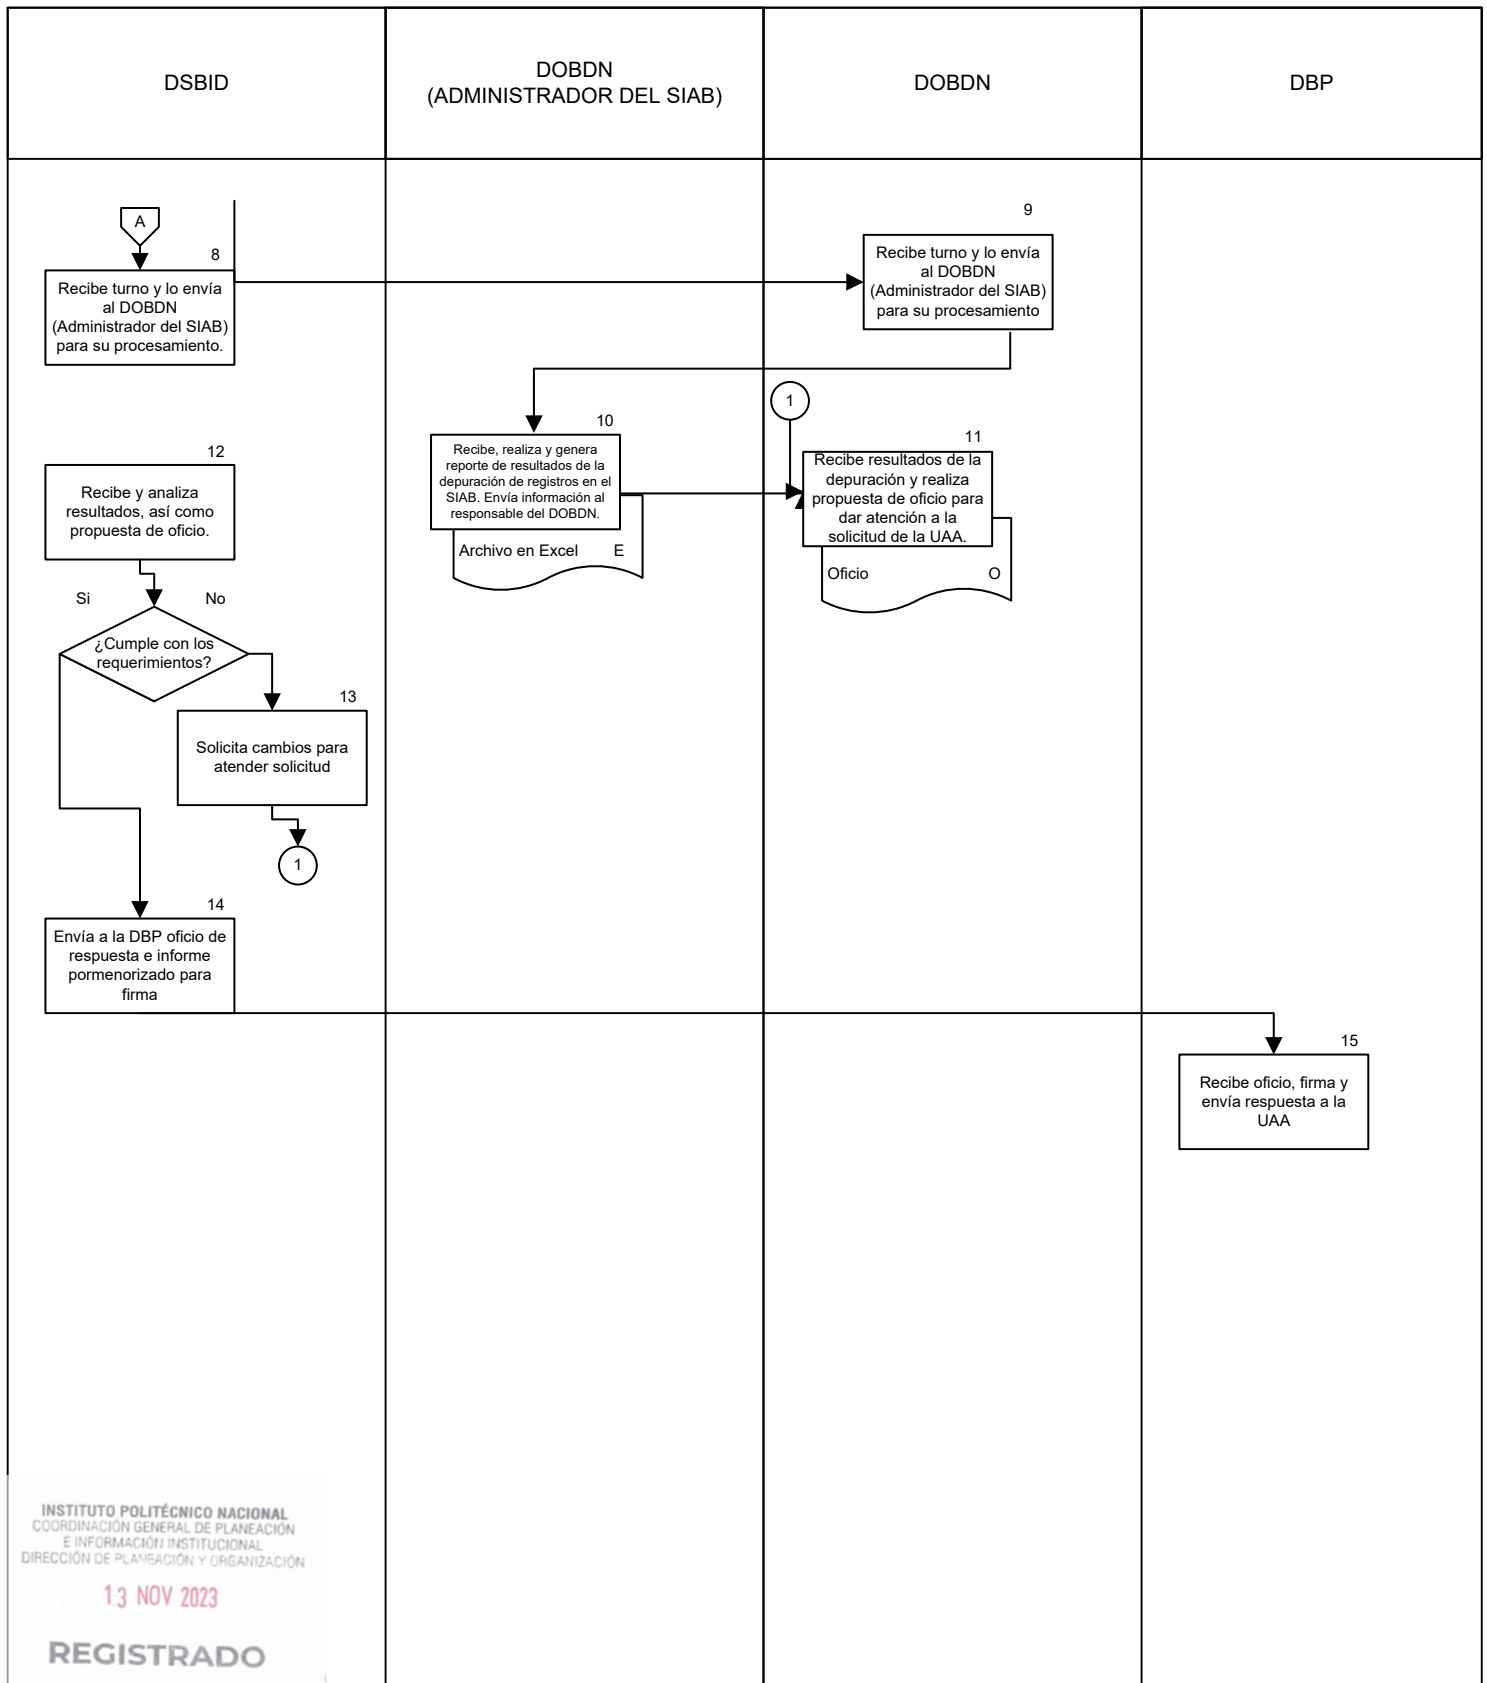 DSBID
DOBDN
(ADMINISTRADOR DEL SIAB)
DOBDN
DBP
A
8
Recibe turno y lo envía
al DOBDN
(Administrador del SIAB)
para su procesamiento.
9
Recibe turno y lo envía
al DOBDN
(Administrador del SIAB)
para su procesamiento
10
Recibe, realiza y genera
reporte de resultados de la
depuración de registros en el
SIAB. Envía información al
responsable del DOBDN.
Archivo en Excel E
1
11
Recibe resultados de la
depuración y realiza
propuesta de oficio para
dar atención a la
solicitud de la UAA.
Oficio O
12
Recibe y analiza
resultados, así como
propuesta de oficio.
Si No
¿Cumple con los
requerimientos?
13
Solicita cambios para
atender solicitud
1
14
Envía a la DBP oficio de
respuesta e informe
pormenorizado para
firma
15
Recibe oficio, firma y
envía respuesta a la
UAA
INSTITUTO POLITÉCNICO NACIONAL
COORDINACIÓN GENERAL DE PLANEACIÓN
E INFORMACIÓN INSTITUCIONAL
DIRECCIÓN DE PLANEACIÓN Y ORGANIZACIÓN
13 NOV 2023
REGISTRADO